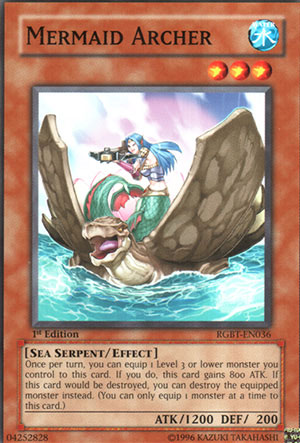 MERMAID ARCHER
WATER
水
1st Edition
RGBT-EN036
[SEA SERPENT/EFFECT]
Once per turn, you can equip 1 Level 3 or lower monster you
control to this card. If you do, this card gains 800 ATK. If
this card would be destroyed, you can destroy the equipped
monster instead. (You can only equip 1 monster at a time to
this card.)
ATK/1200 DEF/ 200
04252828
©1996 KAZUKI TAKAHASHI